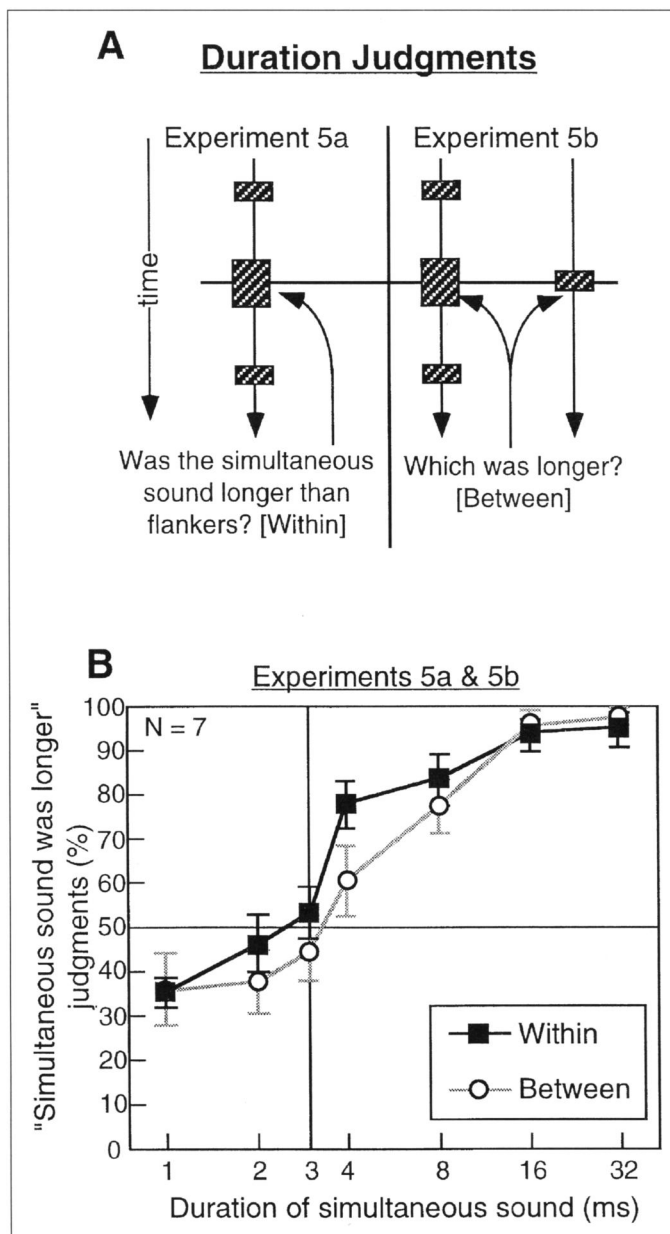 A
Duration Judgments
Experiment 5a
Experiment 5b
time
Was the simultaneous
sound longer than
flankers? [Within]
Which was longer?
[Between]
B
Experiments 5a & 5b
"Simultaneous sound was longer"
judgments (%)
100
90
80
70
60
50
40
30
20
10
0
N = 7
Within
Between
1 2 3 4 8 16 32
Duration of simultaneous sound (ms)